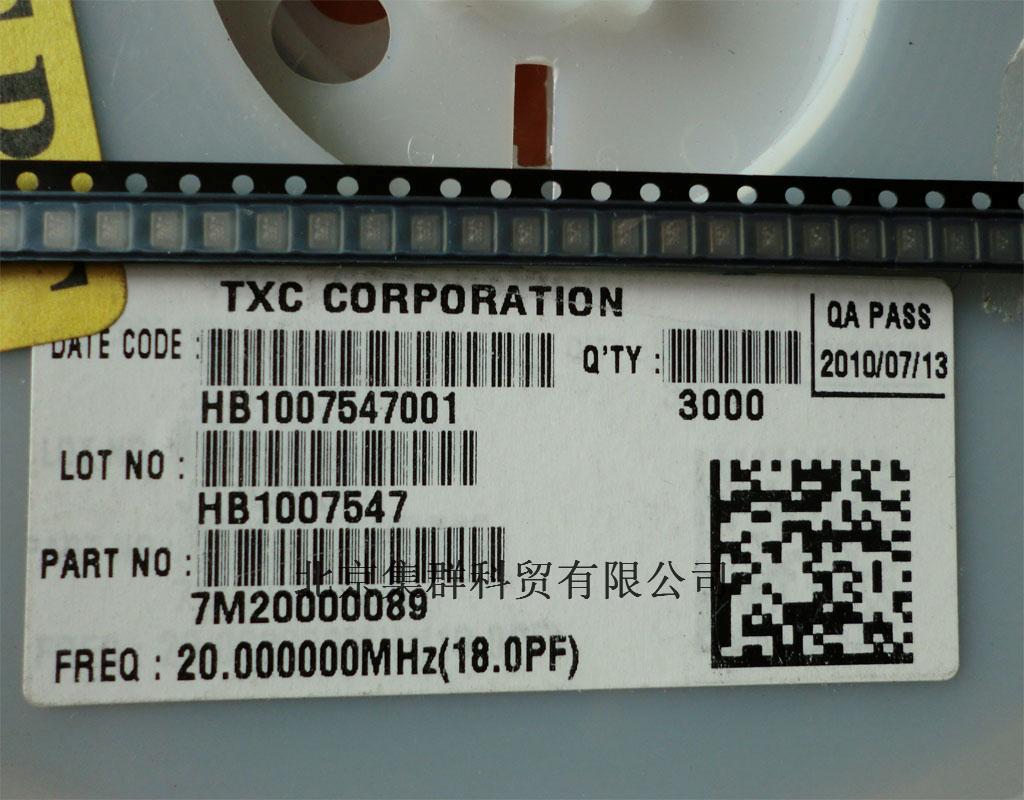 TXC CORPORATION
QA PASS
2010/07/13
DATE CODE :
HB1007547001
Q'TY :
3000
LOT NO :
HB1007547
PART NO :
7M20000089
北京集群科贸有限公司
FREQ : 20.000000MHz(18.0PF)